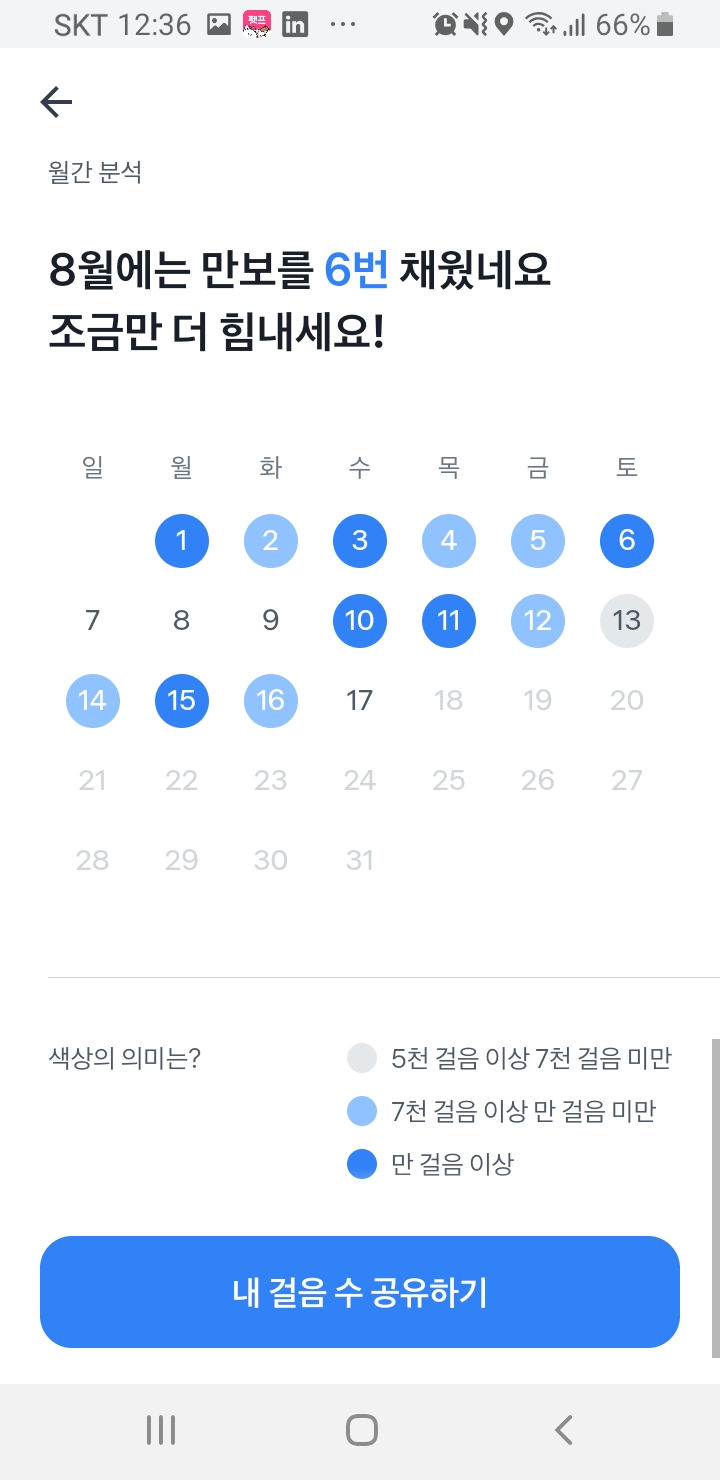 SKT 12:36 펫프 in ... 66%
월간 분석
8월에는 만보를 6번 채웠네요
조금만 더 힘내세요!
일 월 화 수 목 금 토
1 2 3 4 5 6
7 8 9 10 11 12 13
14 15 16 17 18 19 20
21 22 23 24 25 26 27
28 29 30 31
색상의 의미는?
5천 걸음 이상 7천 걸음 미만
7천 걸음 이상 만 걸음 미만
만 걸음 이상
내 걸음 수 공유하기